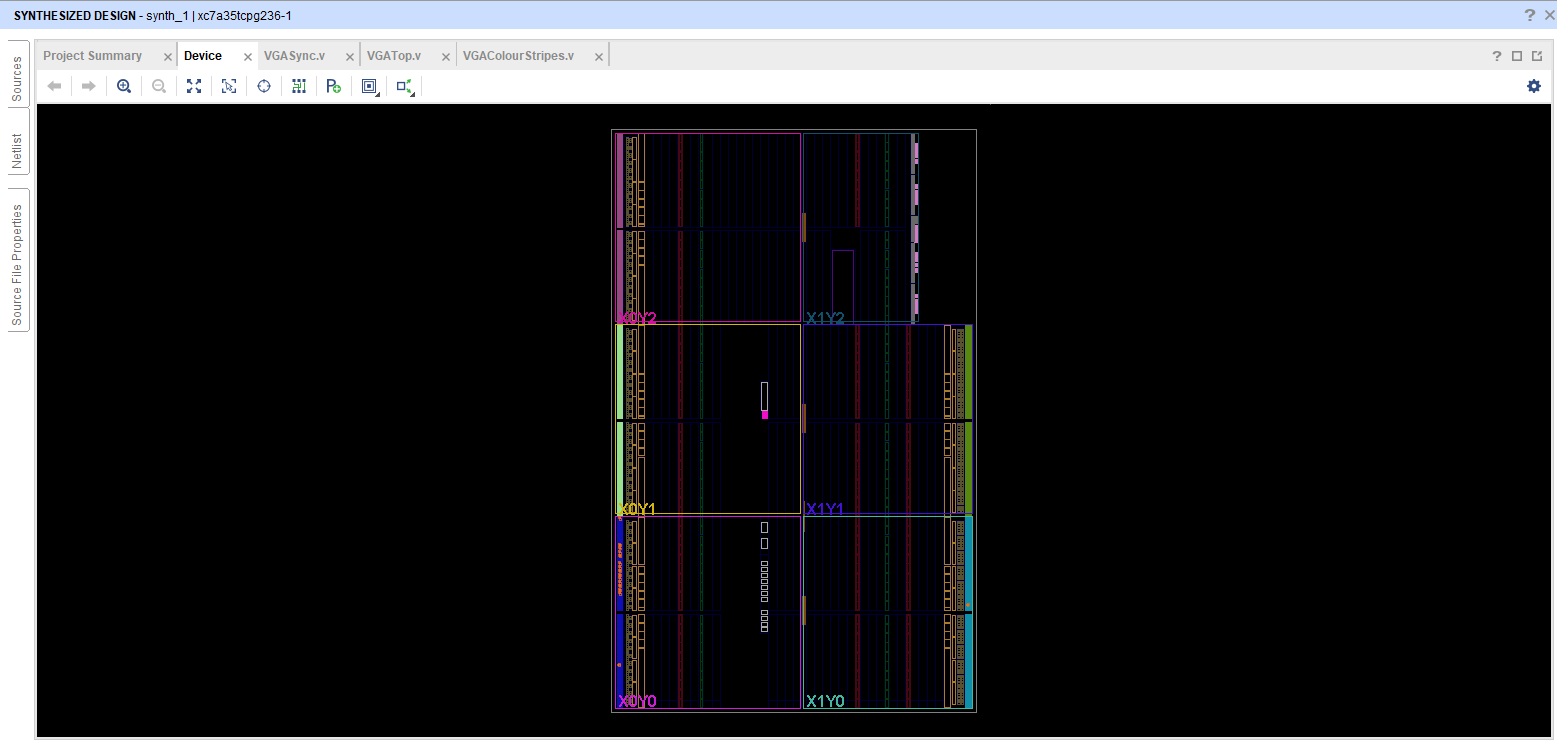 SYNTHESIZED DESIGN - synth_1 | xc7a35tcpg236-1
Sources
Netlist
Source File Properties
Project Summary
Device
VGASync.v
VGATop.v
VGAColourStripes.v
X0Y2
X1Y2
X0Y1
X1Y1
X0Y0
X1Y0